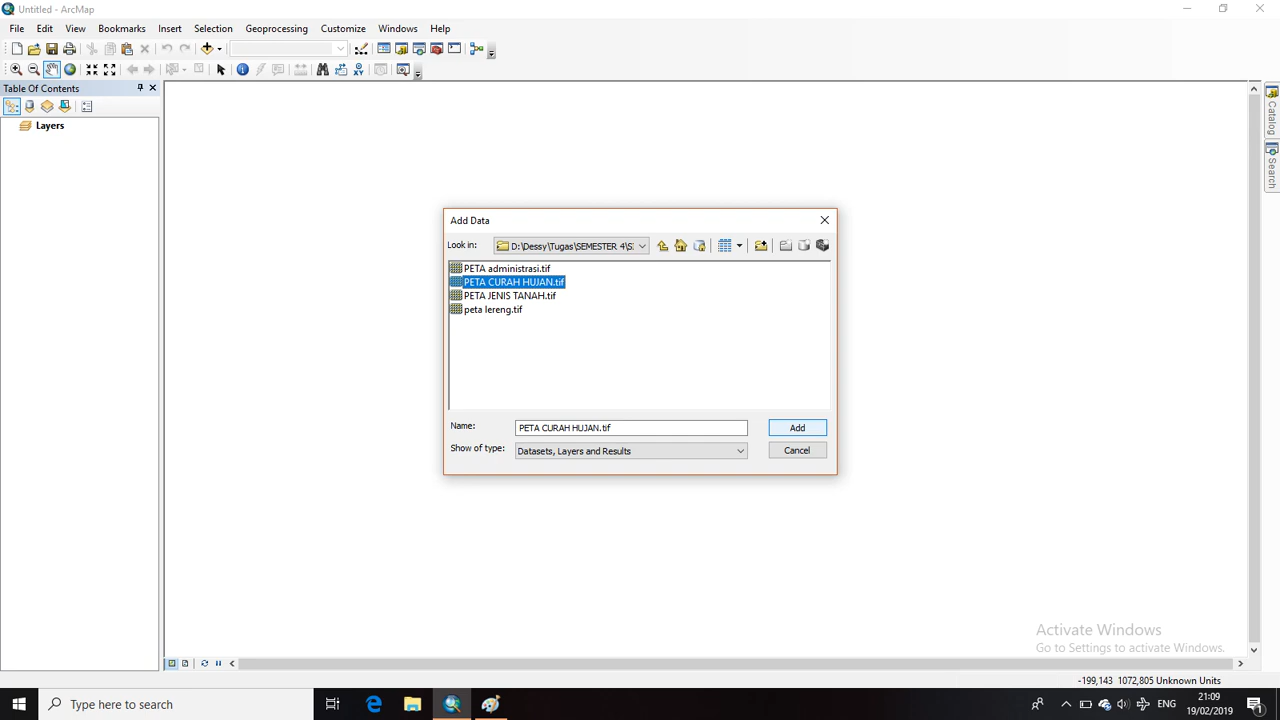 Untitled - ArcMap
File Edit View Bookmarks Insert Selection Geoprocessing Customize Windows Help
Table Of Contents
Layers
Catalog
Search
Add Data
Look in: D:\Dessy\Tugas\SEMESTER 4\SI
PETA administrasi.tif
PETA CURAH HUJAN.tif
PETA JENIS TANAH.tif
peta lereng.tif
Name: PETA CURAH HUJAN.tif Add
Show of type: Datasets, Layers and Results Cancel
Activate Windows
Go to Settings to activate Windows.
-199,143 1072,805 Unknown Units
Type here to search
ENG
21:09
19/02/2019
1